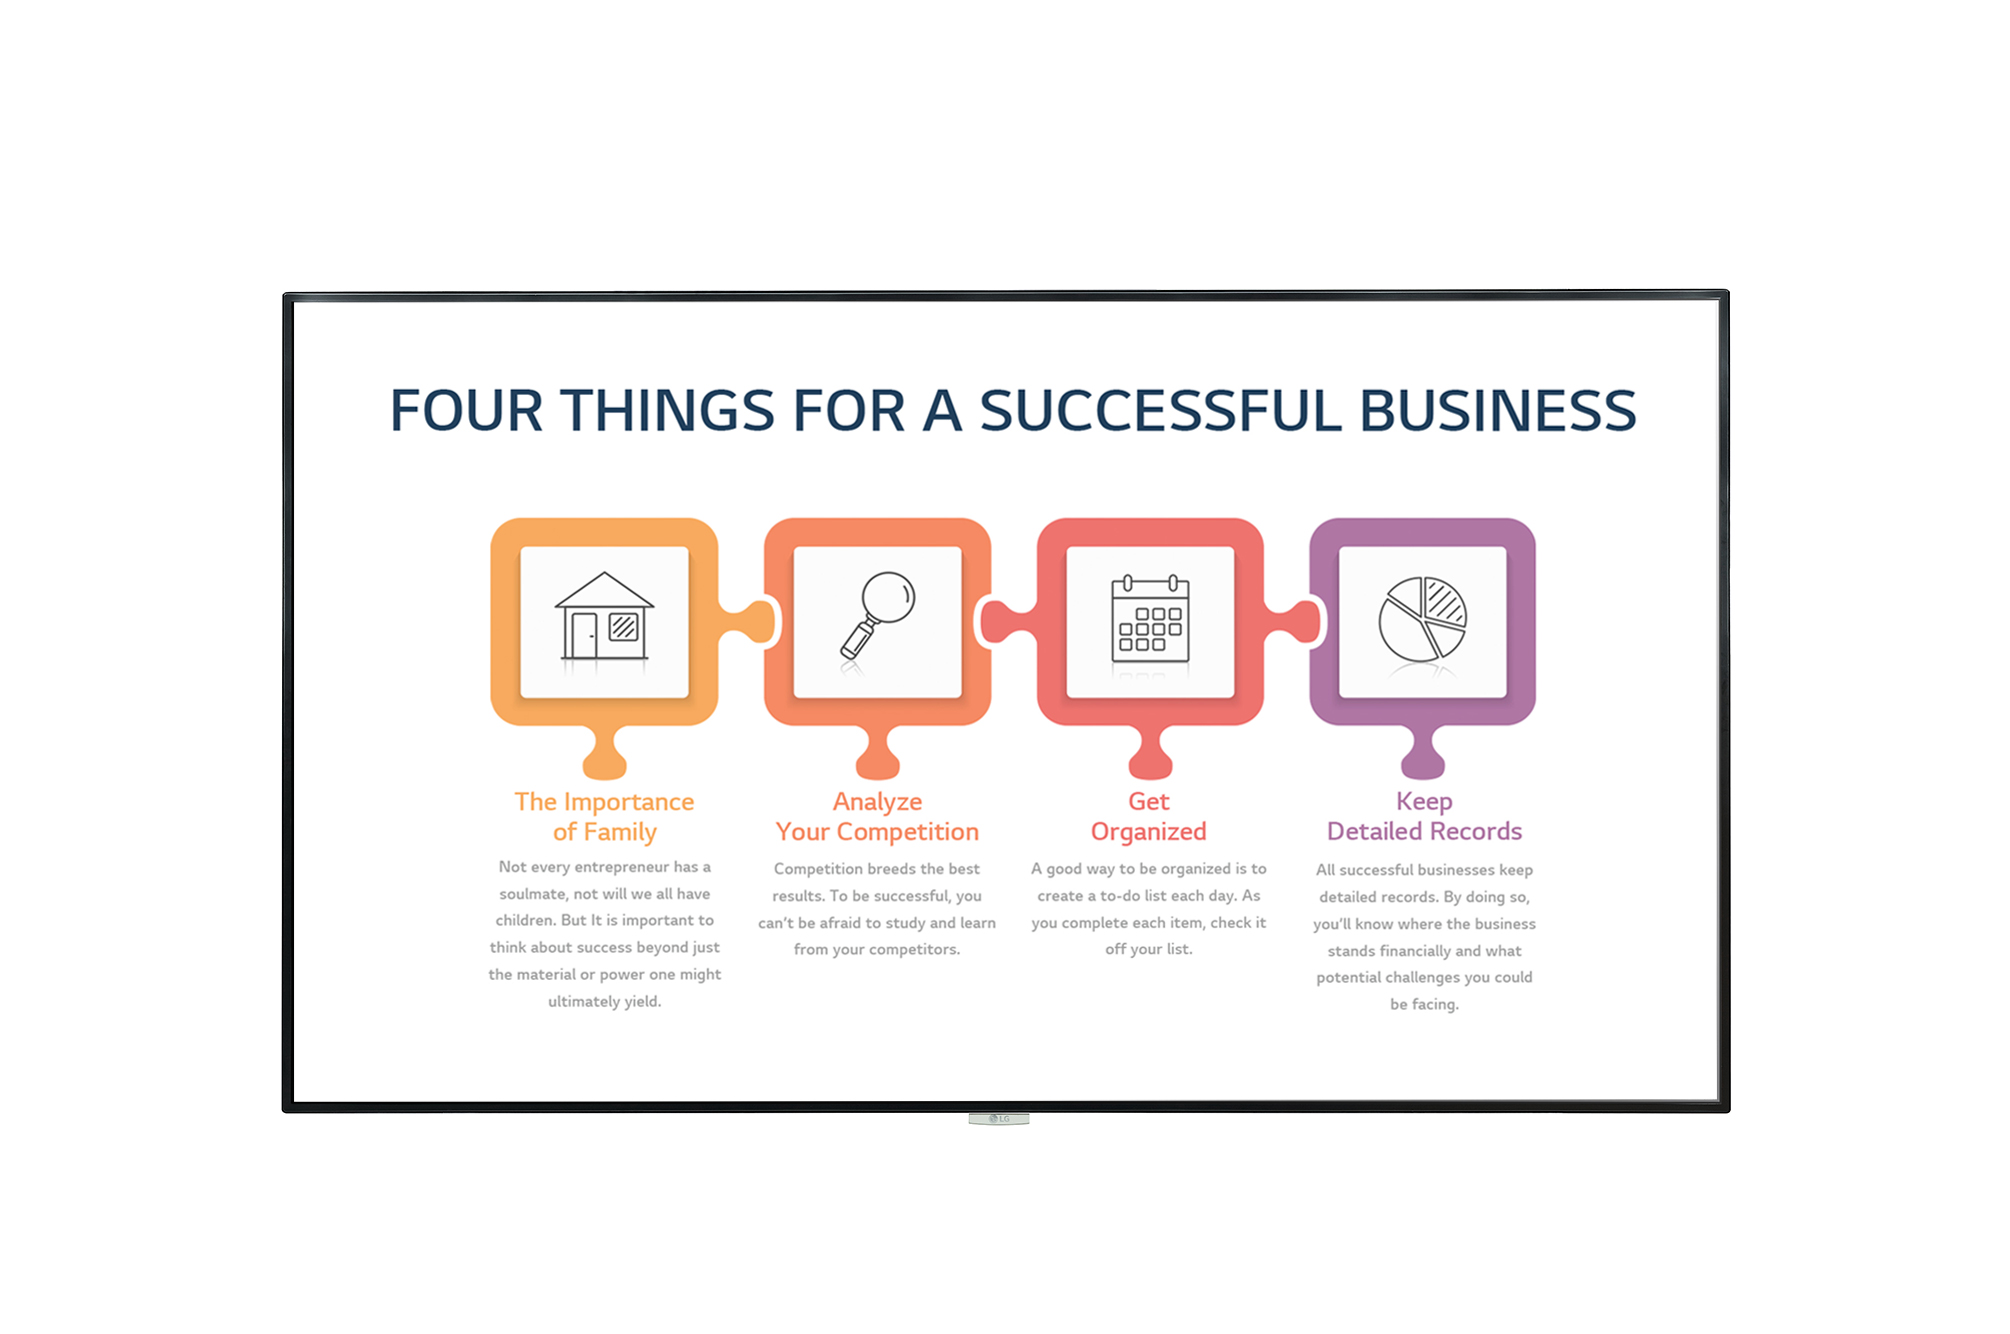 FOUR THINGS FOR A SUCCESSFUL BUSINESS
The Importance
of Family
Not every entrepreneur has a
soulmate, not will we all have
children. But It is important to
think about success beyond just
the material or power one might
ultimately yield.
Analyze
Your Competition
Competition breeds the best
results. To be successful, you
can't be afraid to study and learn
from your competitors.
Get
Organized
A good way to be organized is to
create a to-do list each day. As
you complete each item, check it
off your list.
Keep
Detailed Records
All successful businesses keep
detailed records. By doing so,
you'll know where the business
stands financially and what
potential challenges you could
be facing.
LG